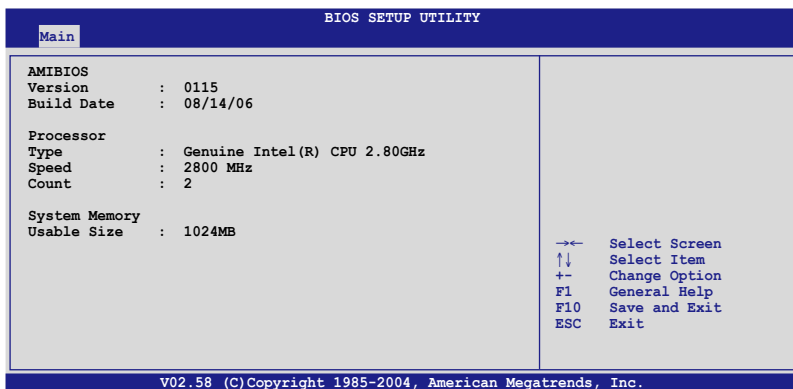 BIOS SETUP UTILITY
Main
AMIBIOS
Version : 0115
Build Date : 08/14/06
Processor
Type : Genuine Intel(R) CPU 2.80GHz
Speed : 2800 MHz
Count : 2
System Memory
Usable Size : 1024MB
→← Select Screen
↑↓ Select Item
+- Change Option
F1 General Help
F10 Save and Exit
ESC Exit
V02.58 (C)Copyright 1985-2004, American Megatrends, Inc.